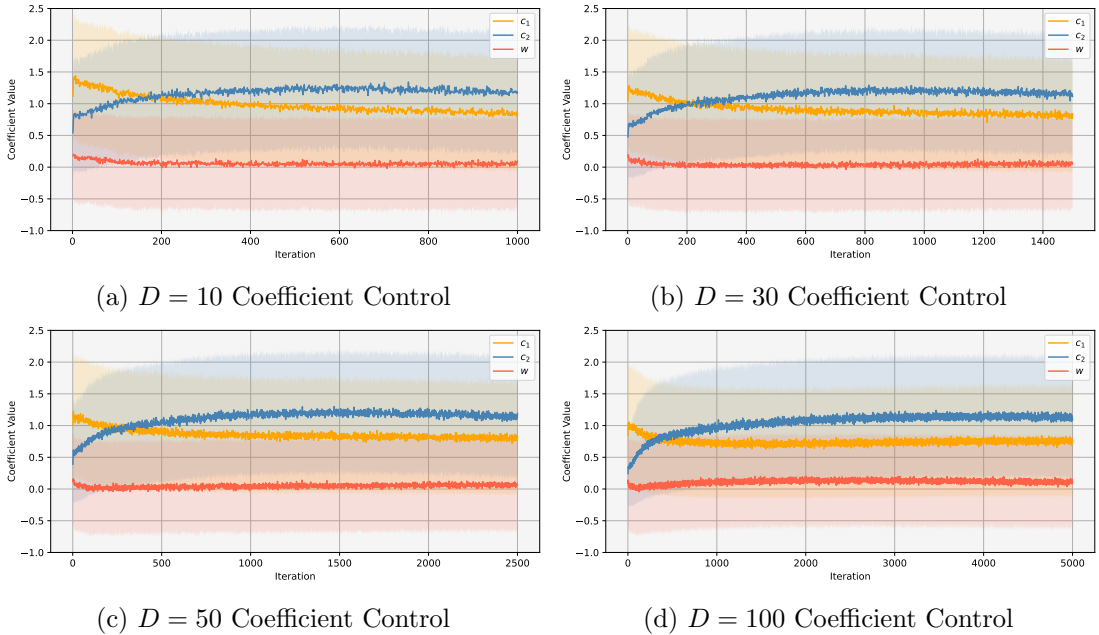 2.5
2.0
1.5
1.0
0.5
0.0
−0.5
−1.0
Coefficient Value
0
200
400
600
800
1000
Iteration
c1
c2
w
(a) D = 10 Coefficient Control
2.5
2.0
1.5
1.0
0.5
0.0
−0.5
−1.0
Coefficient Value
0
200
400
600
800
1000
1200
1400
Iteration
c1
c2
w
(b) D = 30 Coefficient Control
2.5
2.0
1.5
1.0
0.5
0.0
−0.5
−1.0
Coefficient Value
0
500
1000
1500
2000
2500
Iteration
c1
c2
w
(c) D = 50 Coefficient Control
2.5
2.0
1.5
1.0
0.5
0.0
−0.5
−1.0
Coefficient Value
0
1000
2000
3000
4000
5000
Iteration
c1
c2
w
(d) D = 100 Coefficient Control